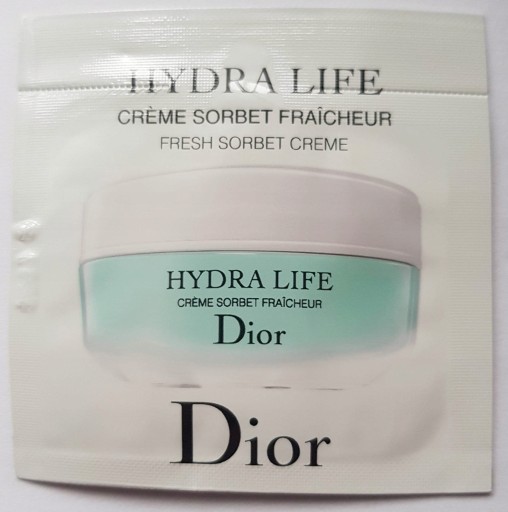 HYDRA LIFE
CRÈME SORBET FRAÎCHEUR
FRESH SORBET CREME
HYDRA LIFE
CRÈME SORBET FRAÎCHEUR
Dior
Dior